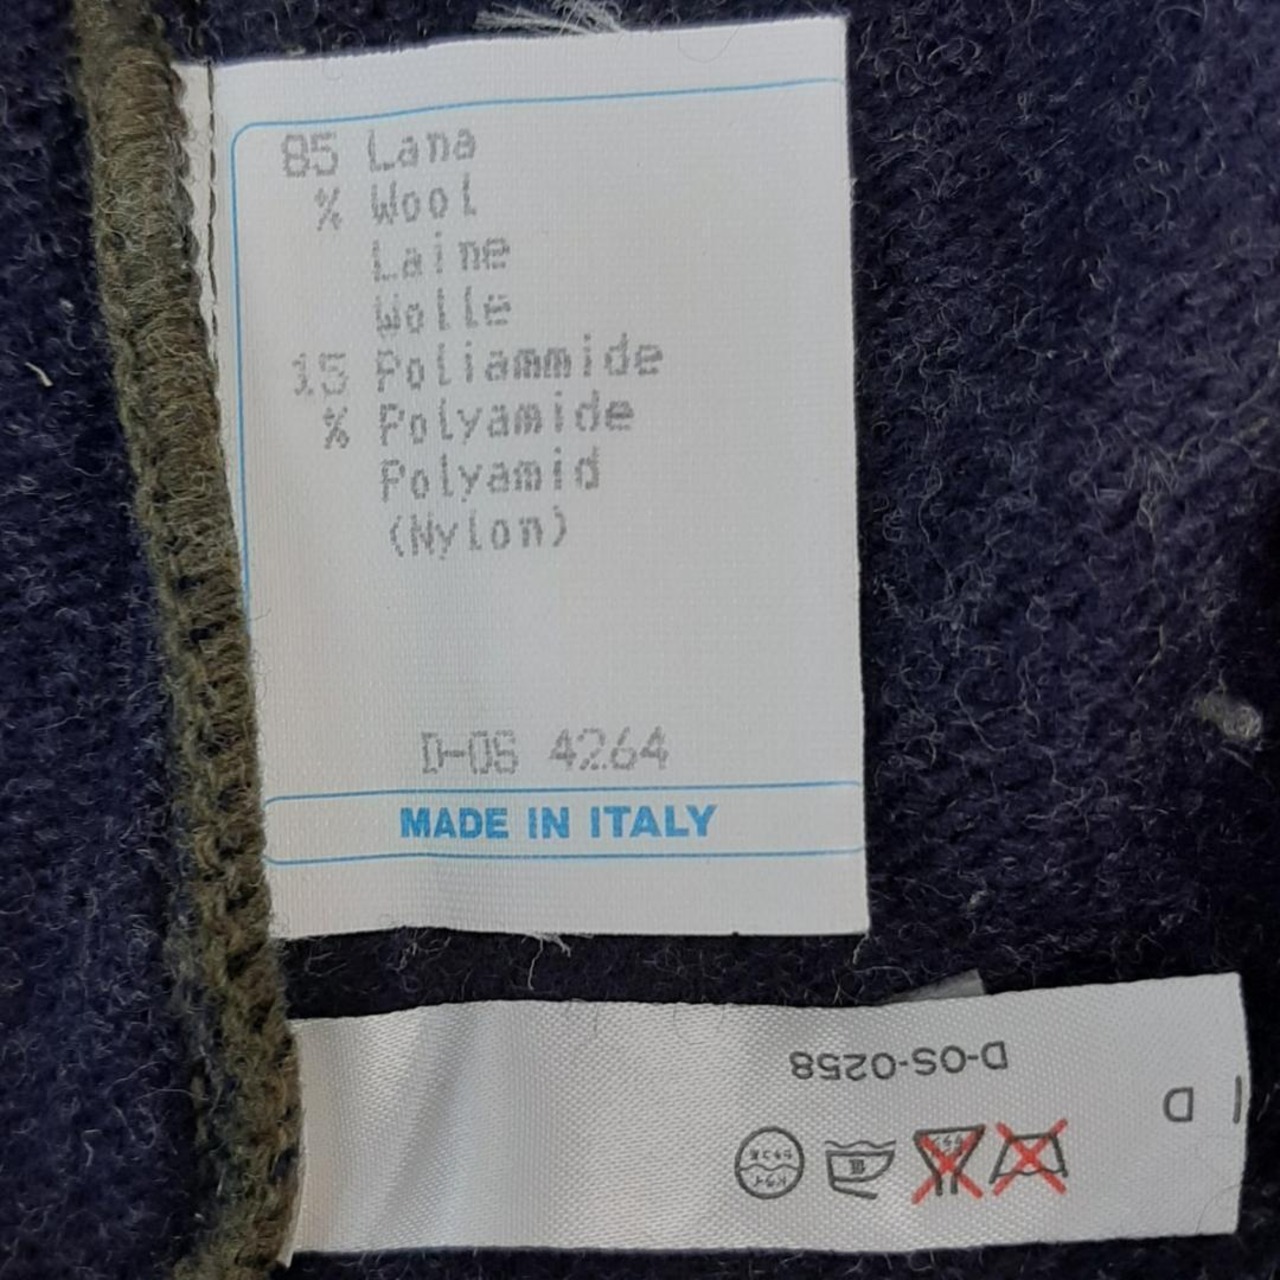 85 Lana
% Wool
Laine
Wolle
15 Poliammide
% Polyamide
Polyamid
(Nylon)
D-OS 4264
MADE IN ITALY
D-OS-0258
D